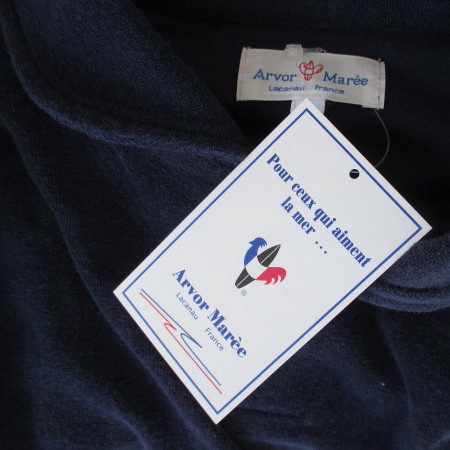 Arvor Marée
Lacanau France
Pour ceux qui aiment
la mer ...
®
Arvor Marée
Lacanau France